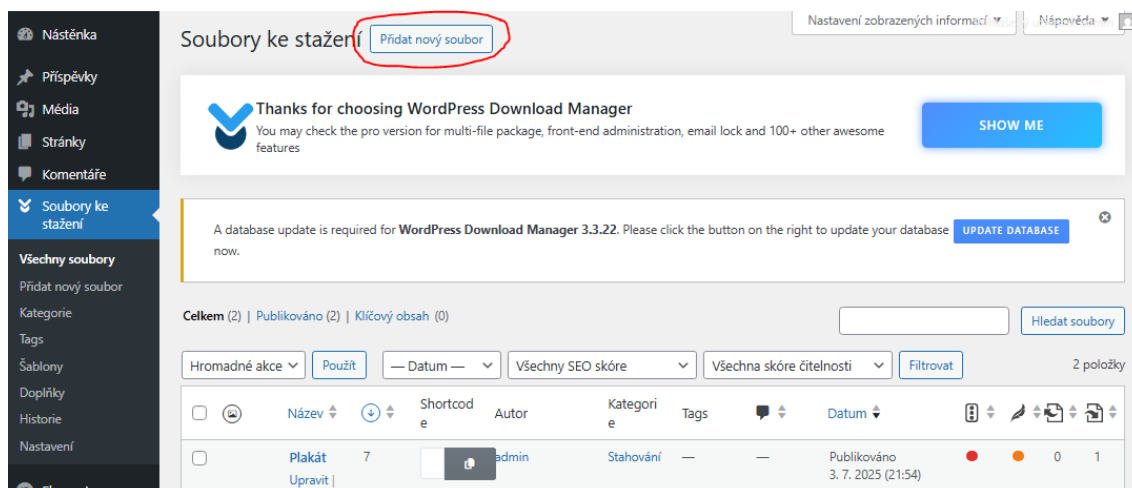 Nastavení zobrazených informací
Nápověda
Nástěnka
Příspěvky
Média
Stránky
Komentáře
Soubory ke
stažení
Všechny soubory
Přidat nový soubor
Kategorie
Tags
Šablony
Doplňky
Historie
Nastavení
Soubory ke stažení Přidat nový soubor
Thanks for choosing WordPress Download Manager
You may check the pro version for multi-file package, front-end administration, email lock and 100+ other awesome
features
SHOW ME
A database update is required for WordPress Download Manager 3.3.22. Please click the button on the right to update your database
now.
UPDATE DATABASE
Celkem (2) | Publikováno (2) | Klíčový obsah (0)
Hledat soubory
Hromadné akce Použít — Datum — Všechny SEO skóre Všechna skóre čitelnosti Filtrovat 2 položky
Název Shortcod
e Autor Kategori
e Tags Datum
Plakát 7 admin Stahování — — Publikováno 0 1
Upravit | 3. 7. 2025 (21:54)